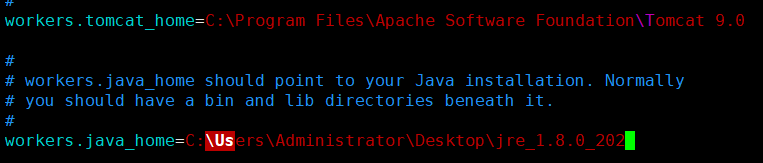 #
workers.tomcat_home=C:\Program Files\Apache Software Foundation\Tomcat 9.0
#
# workers.java_home should point to your Java installation. Normally
# you should have a bin and lib directories beneath it.
#
workers.java_home=C:\Users\Administrator\Desktop\jre_1.8.0_202